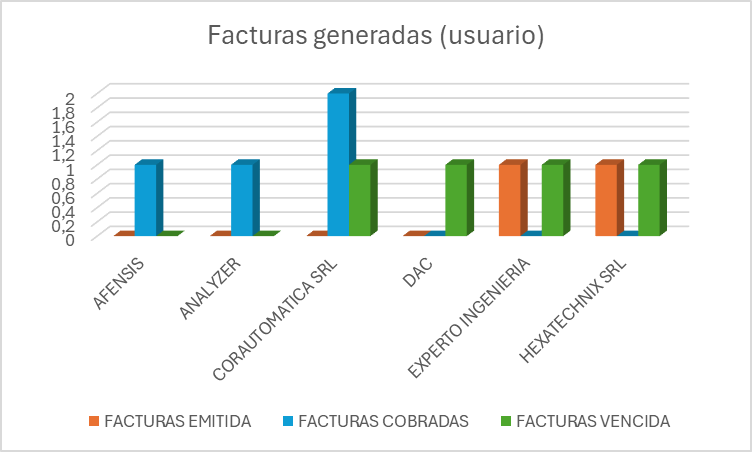 Facturas generadas (usuario)
2
1,8
1,6
1,4
1,2
1
0,8
0,6
0,4
0,2
0
AFENSIS
ANALYZER
CORAUTOMATICA SRL
DAC
EXPERTO INGENIERIA
HEXATECHNIX SRL
FACTURAS EMITIDA
FACTURAS COBRADAS
FACTURAS VENCIDA